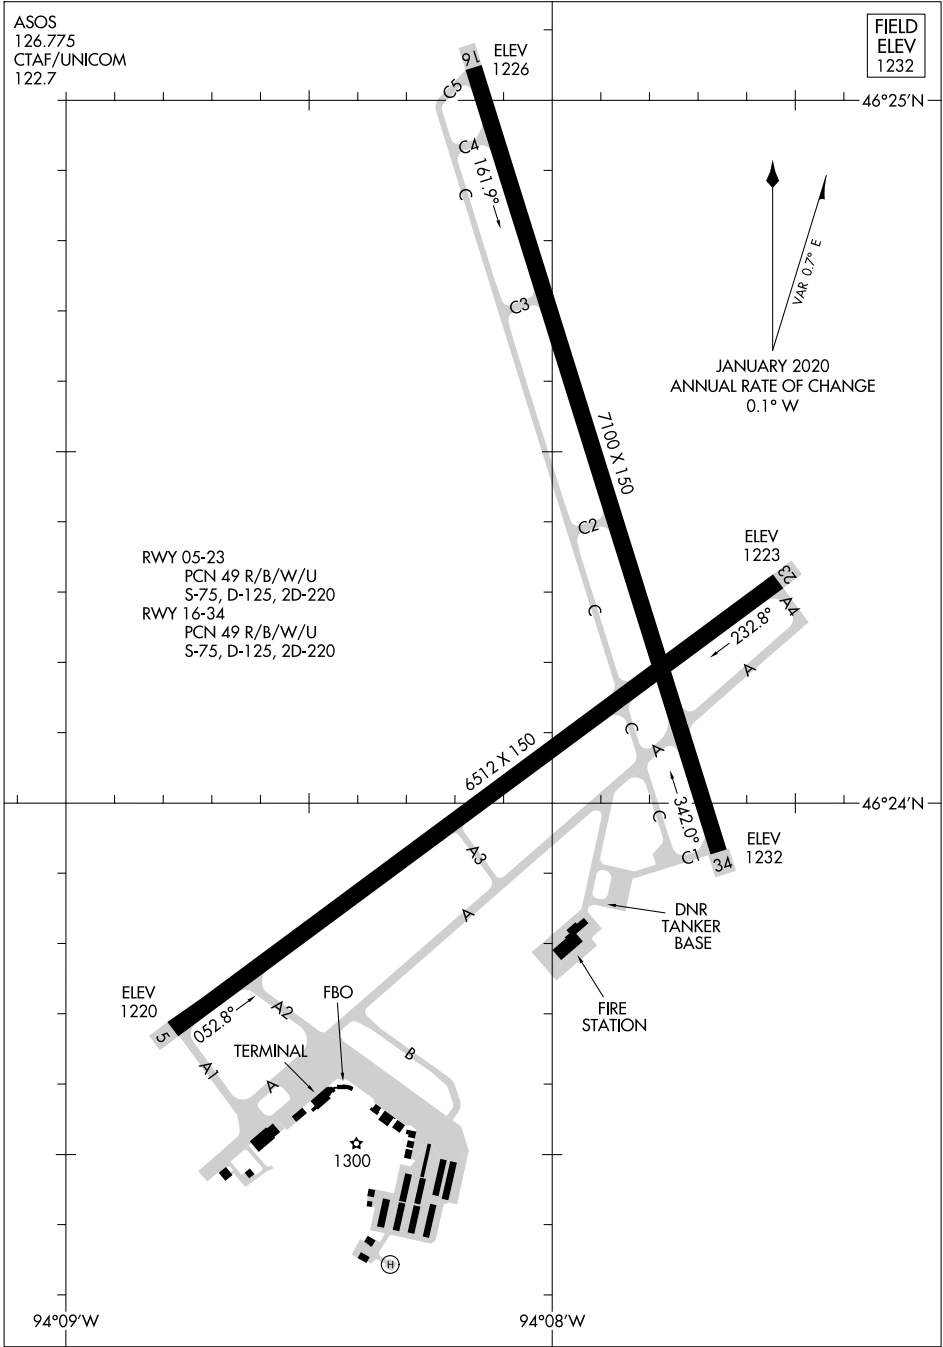 ASOS
126.775
CTAF/UNICOM
122.7
FIELD
ELEV
1232
16
ELEV
1226
46°25'N
C5
C4
161.9°
C
C3
VAR 0.7° E
JANUARY 2020
ANNUAL RATE OF CHANGE
0.1° W
7100 X 150
C2
RWY 05-23
PCN 49 R/B/W/U
S-75, D-125, 2D-220
RWY 16-34
PCN 49 R/B/W/U
S-75, D-125, 2D-220
ELEV
1223
23
A4
232.8°
C
A
C
A
6512 X 150
342.0°
46°24'N
C
C1
34
ELEV
1232
A3
A
DNR
TANKER
BASE
FIRE
STATION
ELEV
1220
5
052.8°
A2
FBO
TERMINAL
A1
A
B
1300
H
94°09'W
94°08'W